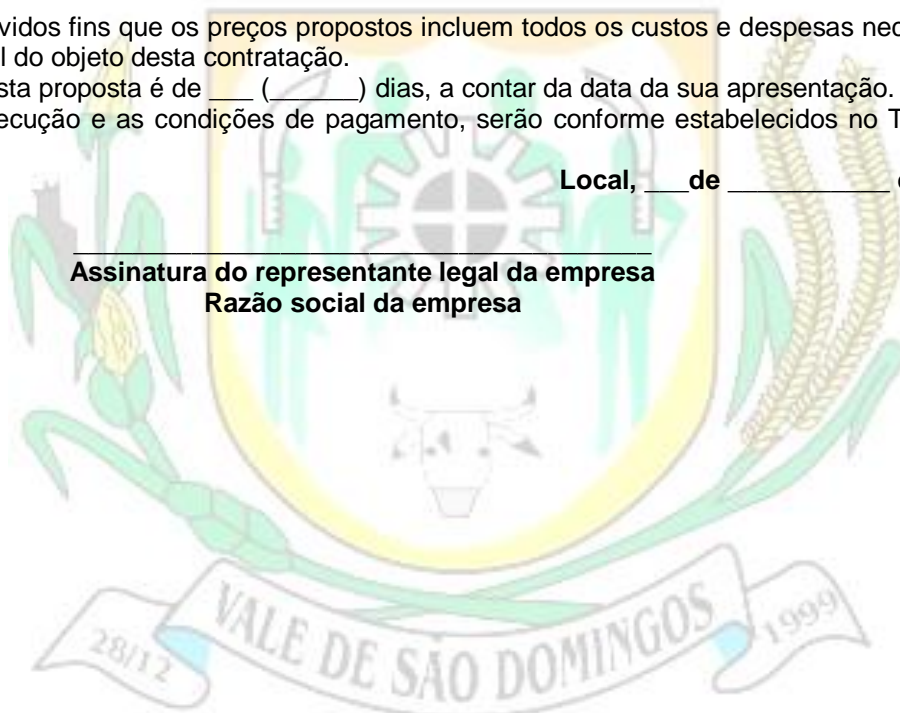 vidos fins que os preços propostos incluem todos os custos e despesas nec
l do objeto desta contratação.
sta proposta é de ___ (______) dias, a contar da data da sua apresentação.
ecução e as condições de pagamento, serão conforme estabelecidos no T
Local, ___de ___________
_______________________________________
Assinatura do representante legal da empresa
Razão social da empresa
28/12 VALE DE SÃO DOMINGOS 1999